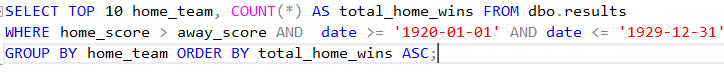 SELECT TOP 10 home_team, COUNT(*) AS total_home_wins FROM dbo.results
WHERE home_score > away_score AND  date >= '1920-01-01' AND date <= '1929-12-31'
GROUP BY home_team ORDER BY total_home_wins ASC;